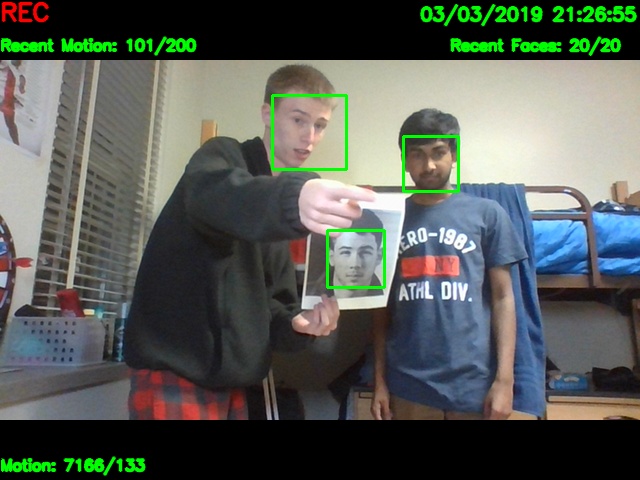 REC
03/03/2019 21:26:55
Recent Motion: 101/200
Recent Faces: 20/20
ERO-1987
NY
ATHL DIV.
Motion: 7166/133